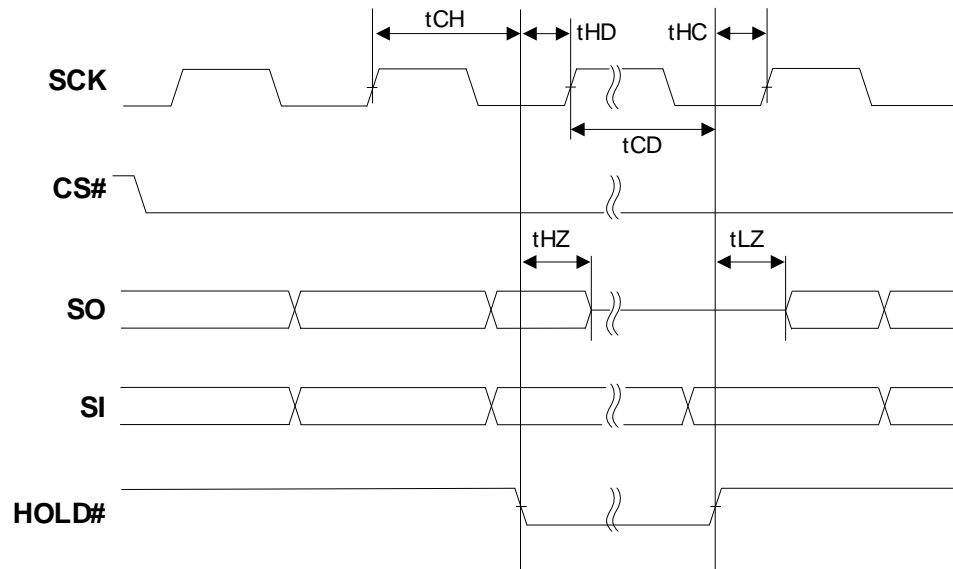 tCH
tHD
tHC
SCK
tCD
CS#
tHZ
tLZ
SO
SI
HOLD#